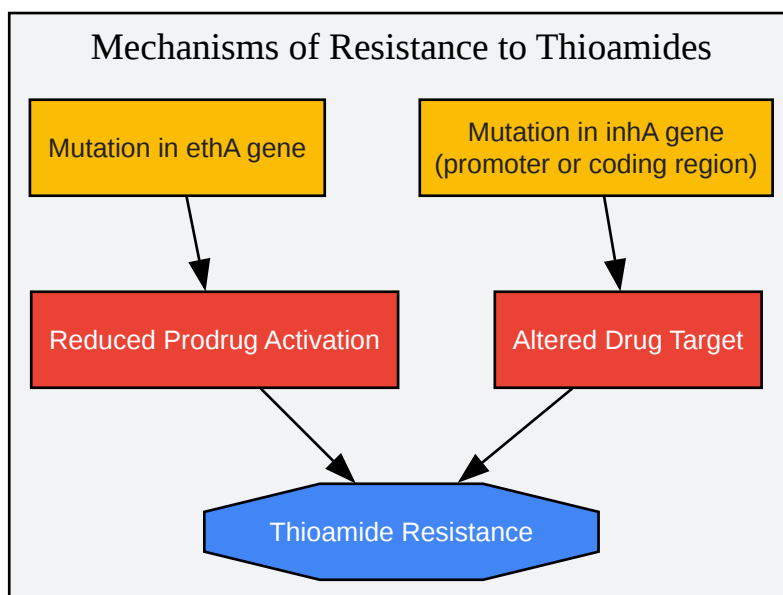 Mechanisms of Resistance to Thioamides
Mutation in ethA gene
Mutation in inhA gene
(promoter or coding region)
Reduced Prodrug Activation
Altered Drug Target
Thioamide Resistance